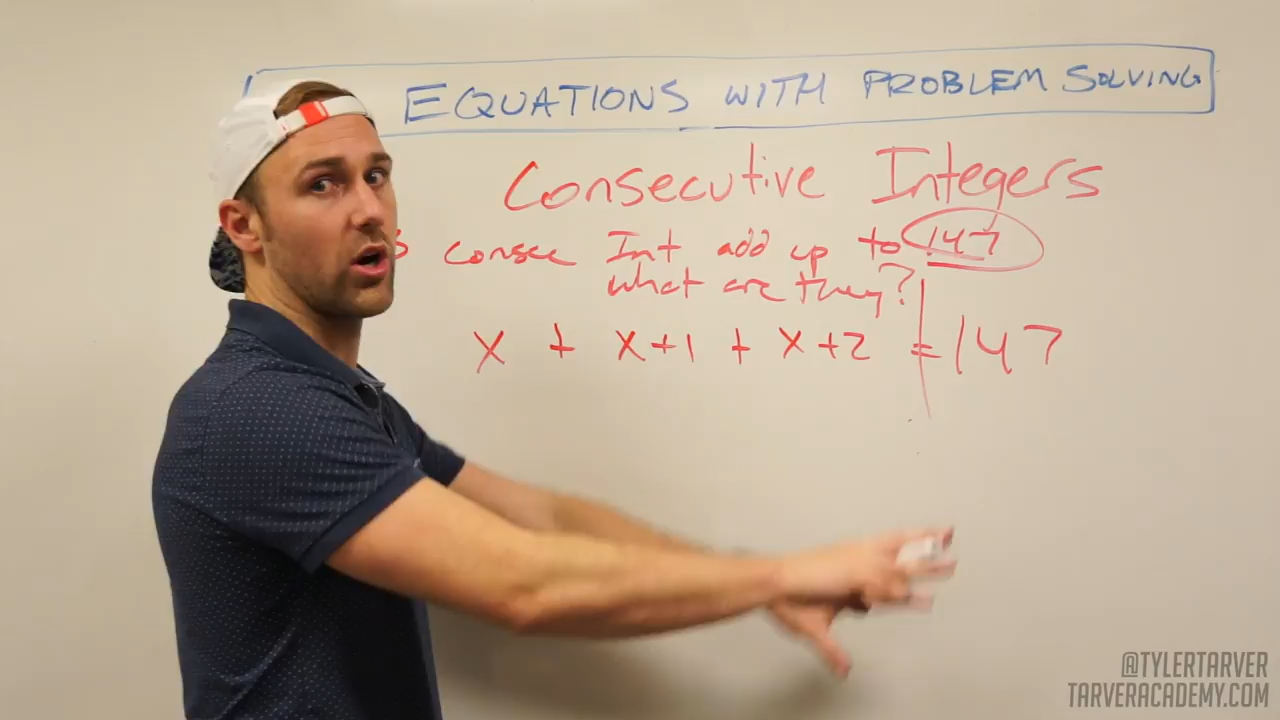 EQUATIONS WITH PROBLEM SOLVING
Consecutive Integers
3 consec Int add up to 147
what are they?
x + x+1 + x+2 = 147
@TYLERTARVER
TARVERACADEMY.COM